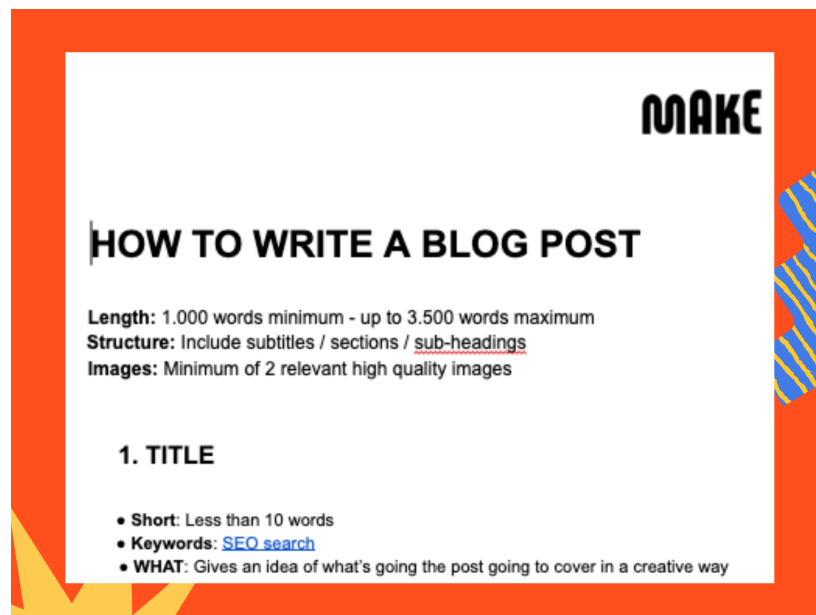 MAKE
HOW TO WRITE A BLOG POST
Length: 1.000 words minimum - up to 3.500 words maximum
Structure: Include subtitles / sections / sub-headings
Images: Minimum of 2 relevant high quality images
1. TITLE
● Short: Less than 10 words
● Keywords: SEO search
● WHAT: Gives an idea of what's going the post going to cover in a creative way